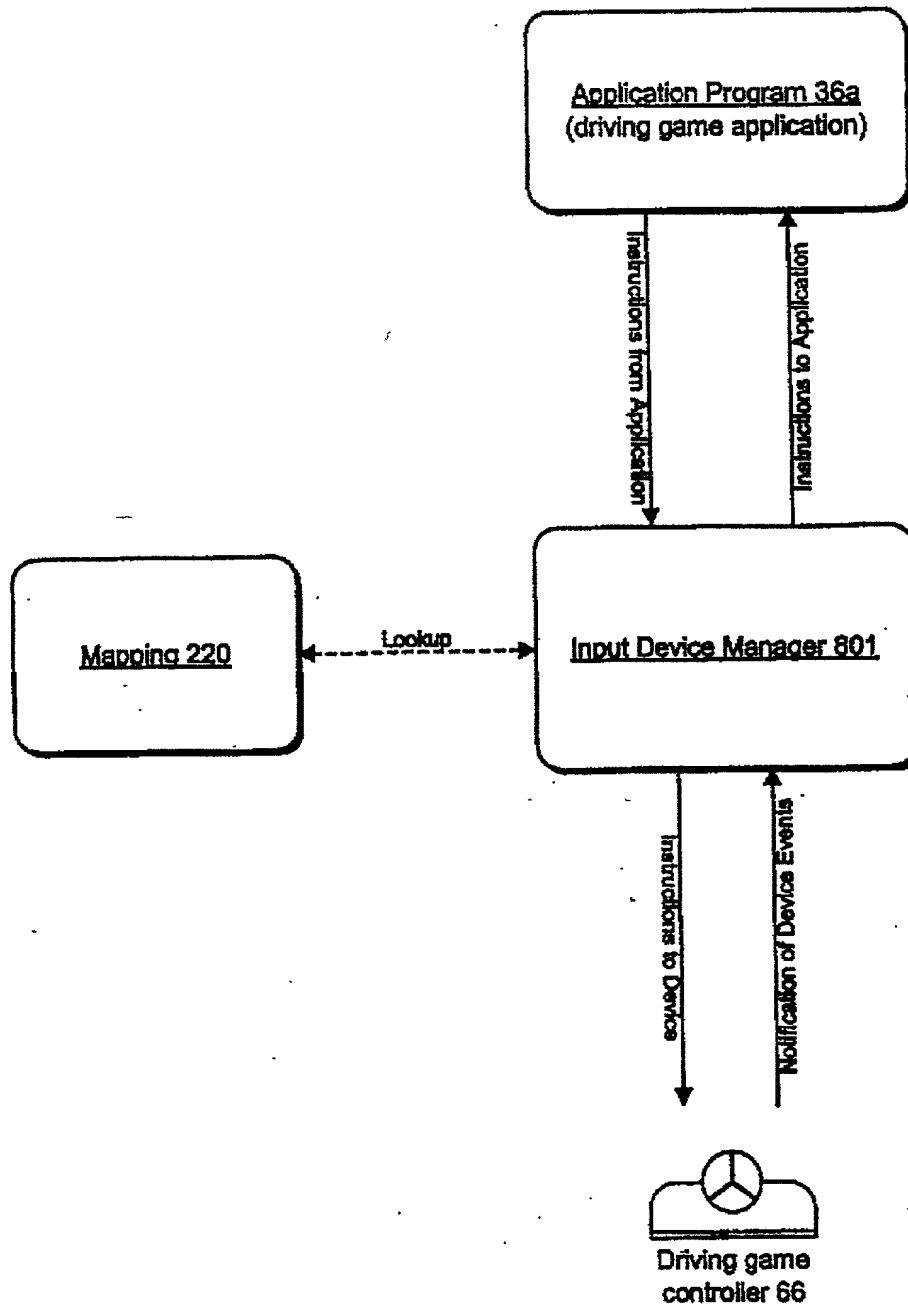 Application Program 36a
(driving game application)
Instructions from Application
Instructions to Application
Mapping 220
Lookup
Input Device Manager 801
Instructions to Device
Notification of Device Events
Driving game
controller 66